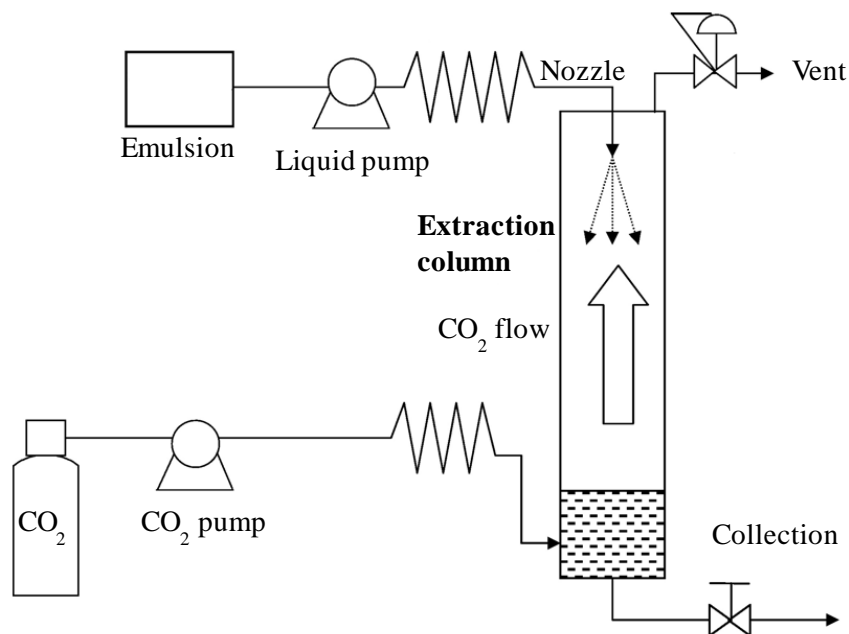 Nozzle
Vent
Emulsion
Liquid pump
Extraction
column
CO₂ flow
CO₂
CO₂ pump
Collection